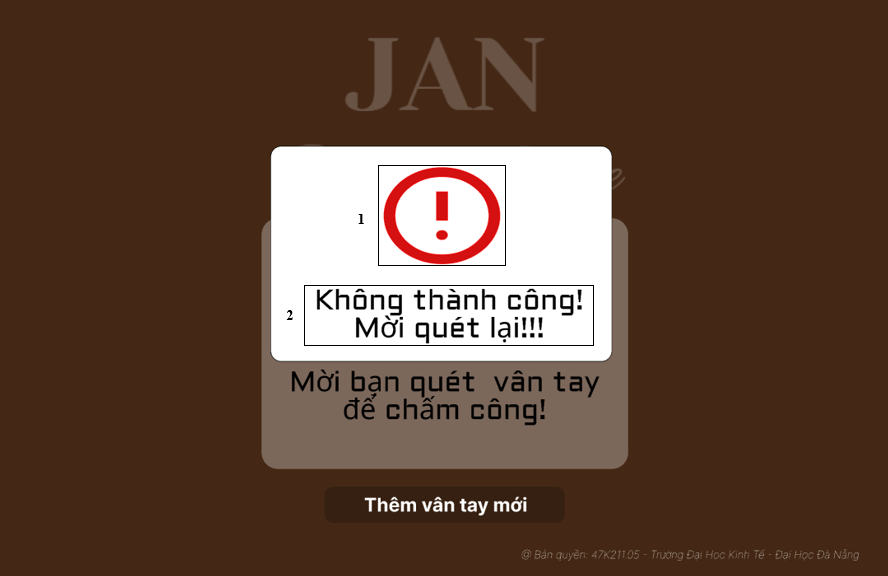 JAN
1
!
2
Không thành công!
Mời quét lại!!!
Mời bạn quét vân tay
để chấm công!
Thêm vân tay mới
@ Bản quyền: 47K211.05 - Trường Đại Học Kinh Tế - Đại Học Đà Nẵng